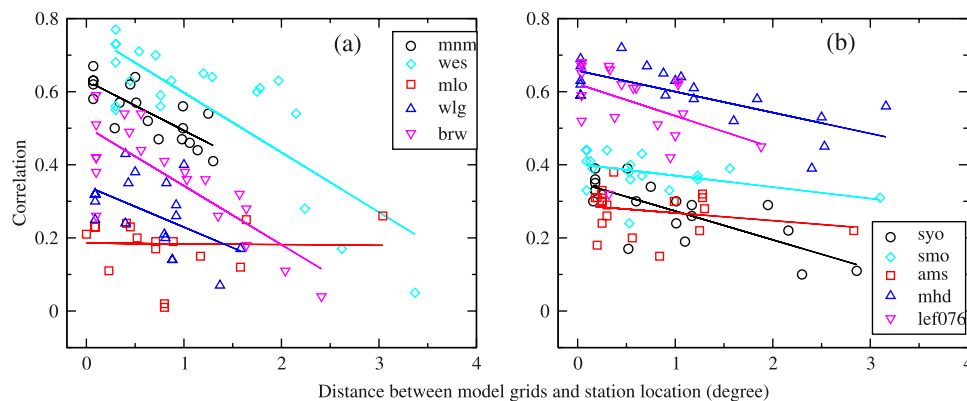 0.8
(a)
mnm
wes
mlo
wlg
brw
0.6
0.4
0.2
0
0 1 2 3 4
Correlation
0.8
(b)
0.6
0.4
0.2
0
syo
smo
ams
mhd
lef076
0 1 2 3 4
Distance between model grids and station location (degree)